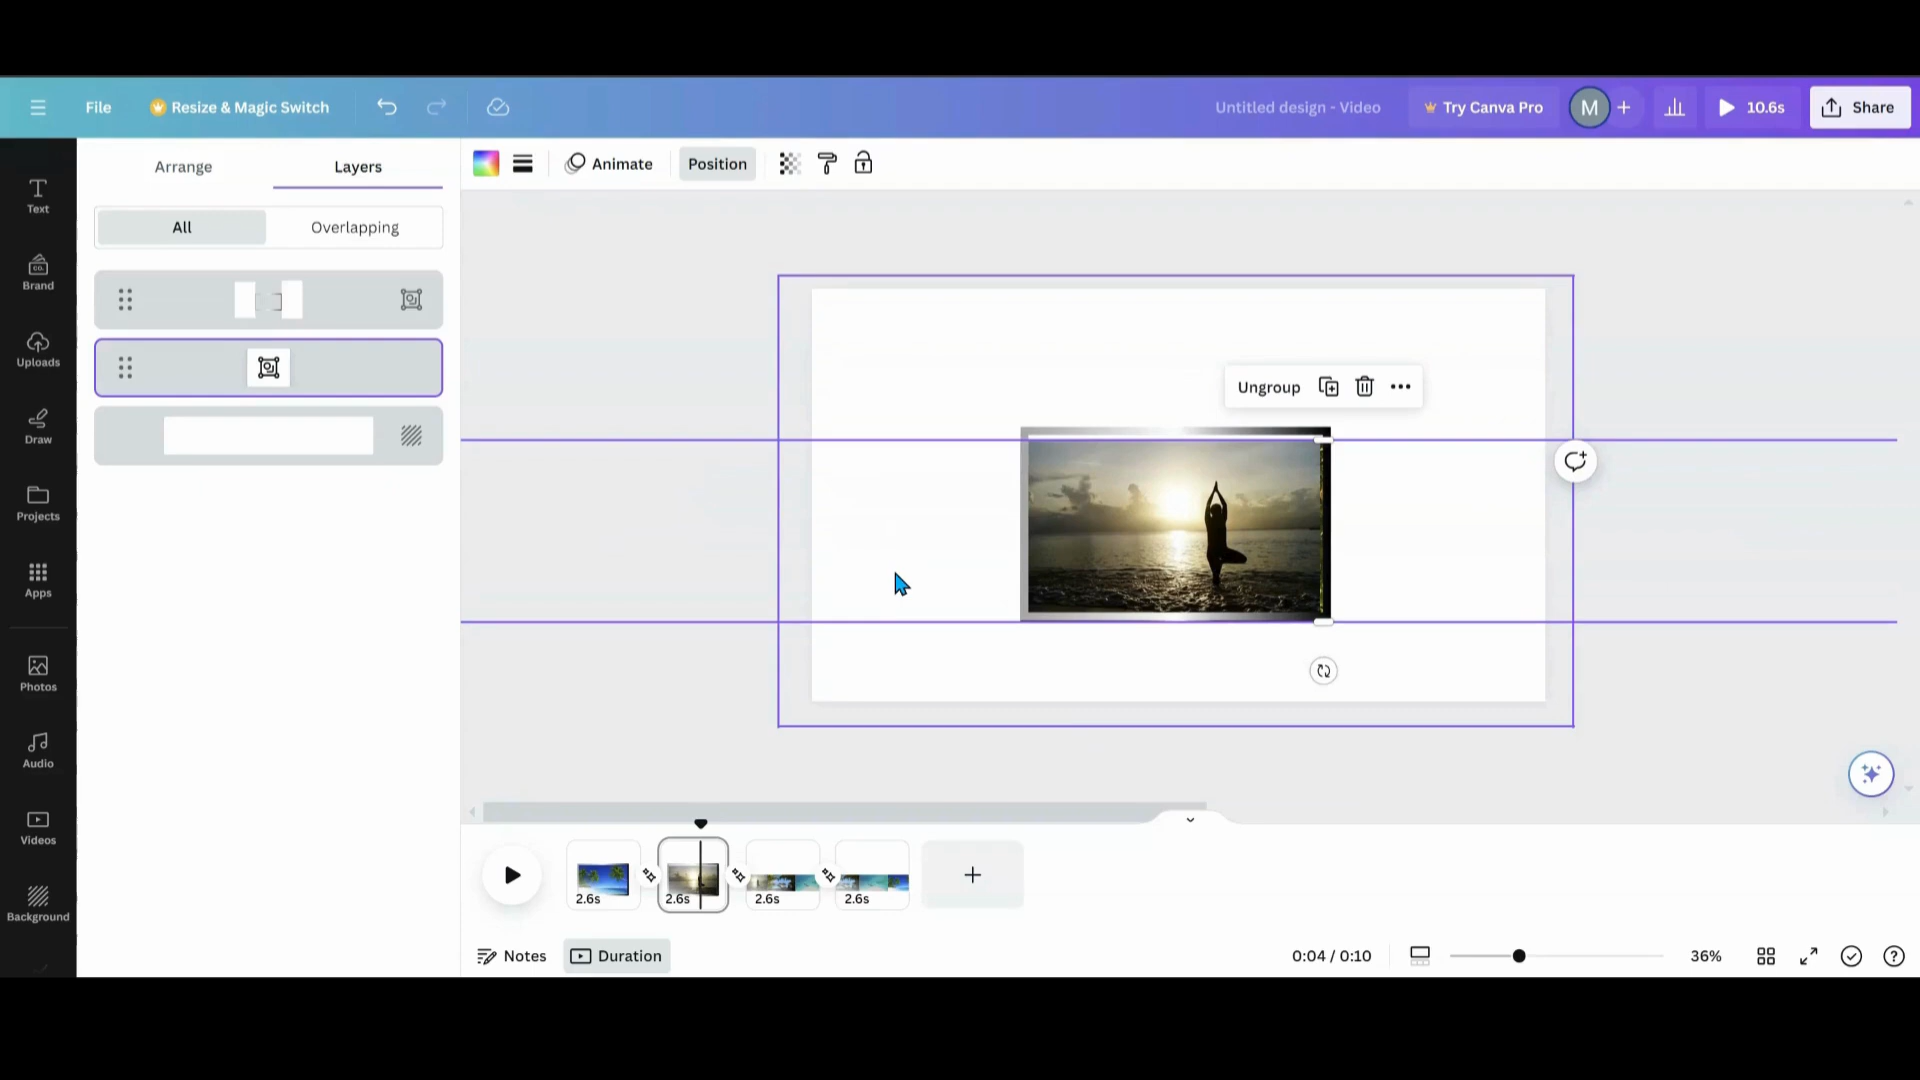 File
Resize & Magic Switch
Untitled design - Video
Try Canva Pro
M
10.6s
Share
Arrange
Layers
Animate
Position
All
Overlapping
Text
CO.
Brand
Uploads
Draw
Projects
Apps
Photos
Audio
Videos
Background
Ungroup
2.6s
2.6s
2.6s
2.6s
Notes
Duration
0:04 / 0:10
36%